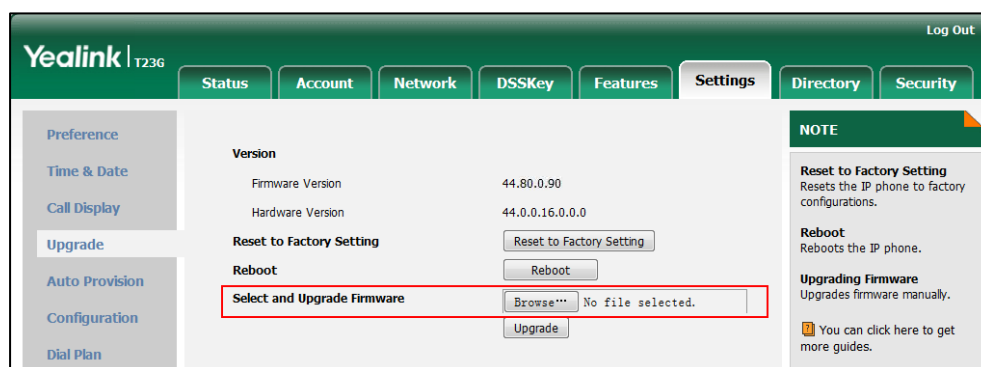 Log Out
Yealink | T23G
Status Account Network DSSKey Features Settings Directory Security
Preference
Time & Date
Call Display
Upgrade
Auto Provision
Configuration
Dial Plan
Version
Firmware Version 44.80.0.90
Hardware Version 44.0.0.16.0.0.0
Reset to Factory Setting Reset to Factory Setting
Reboot Reboot
Select and Upgrade Firmware Browse... No file selected.
Upgrade
NOTE
Reset to Factory Setting
Resets the IP phone to factory
configurations.
Reboot
Reboots the IP phone.
Upgrading Firmware
Upgrades firmware manually.
You can click here to get
more guides.